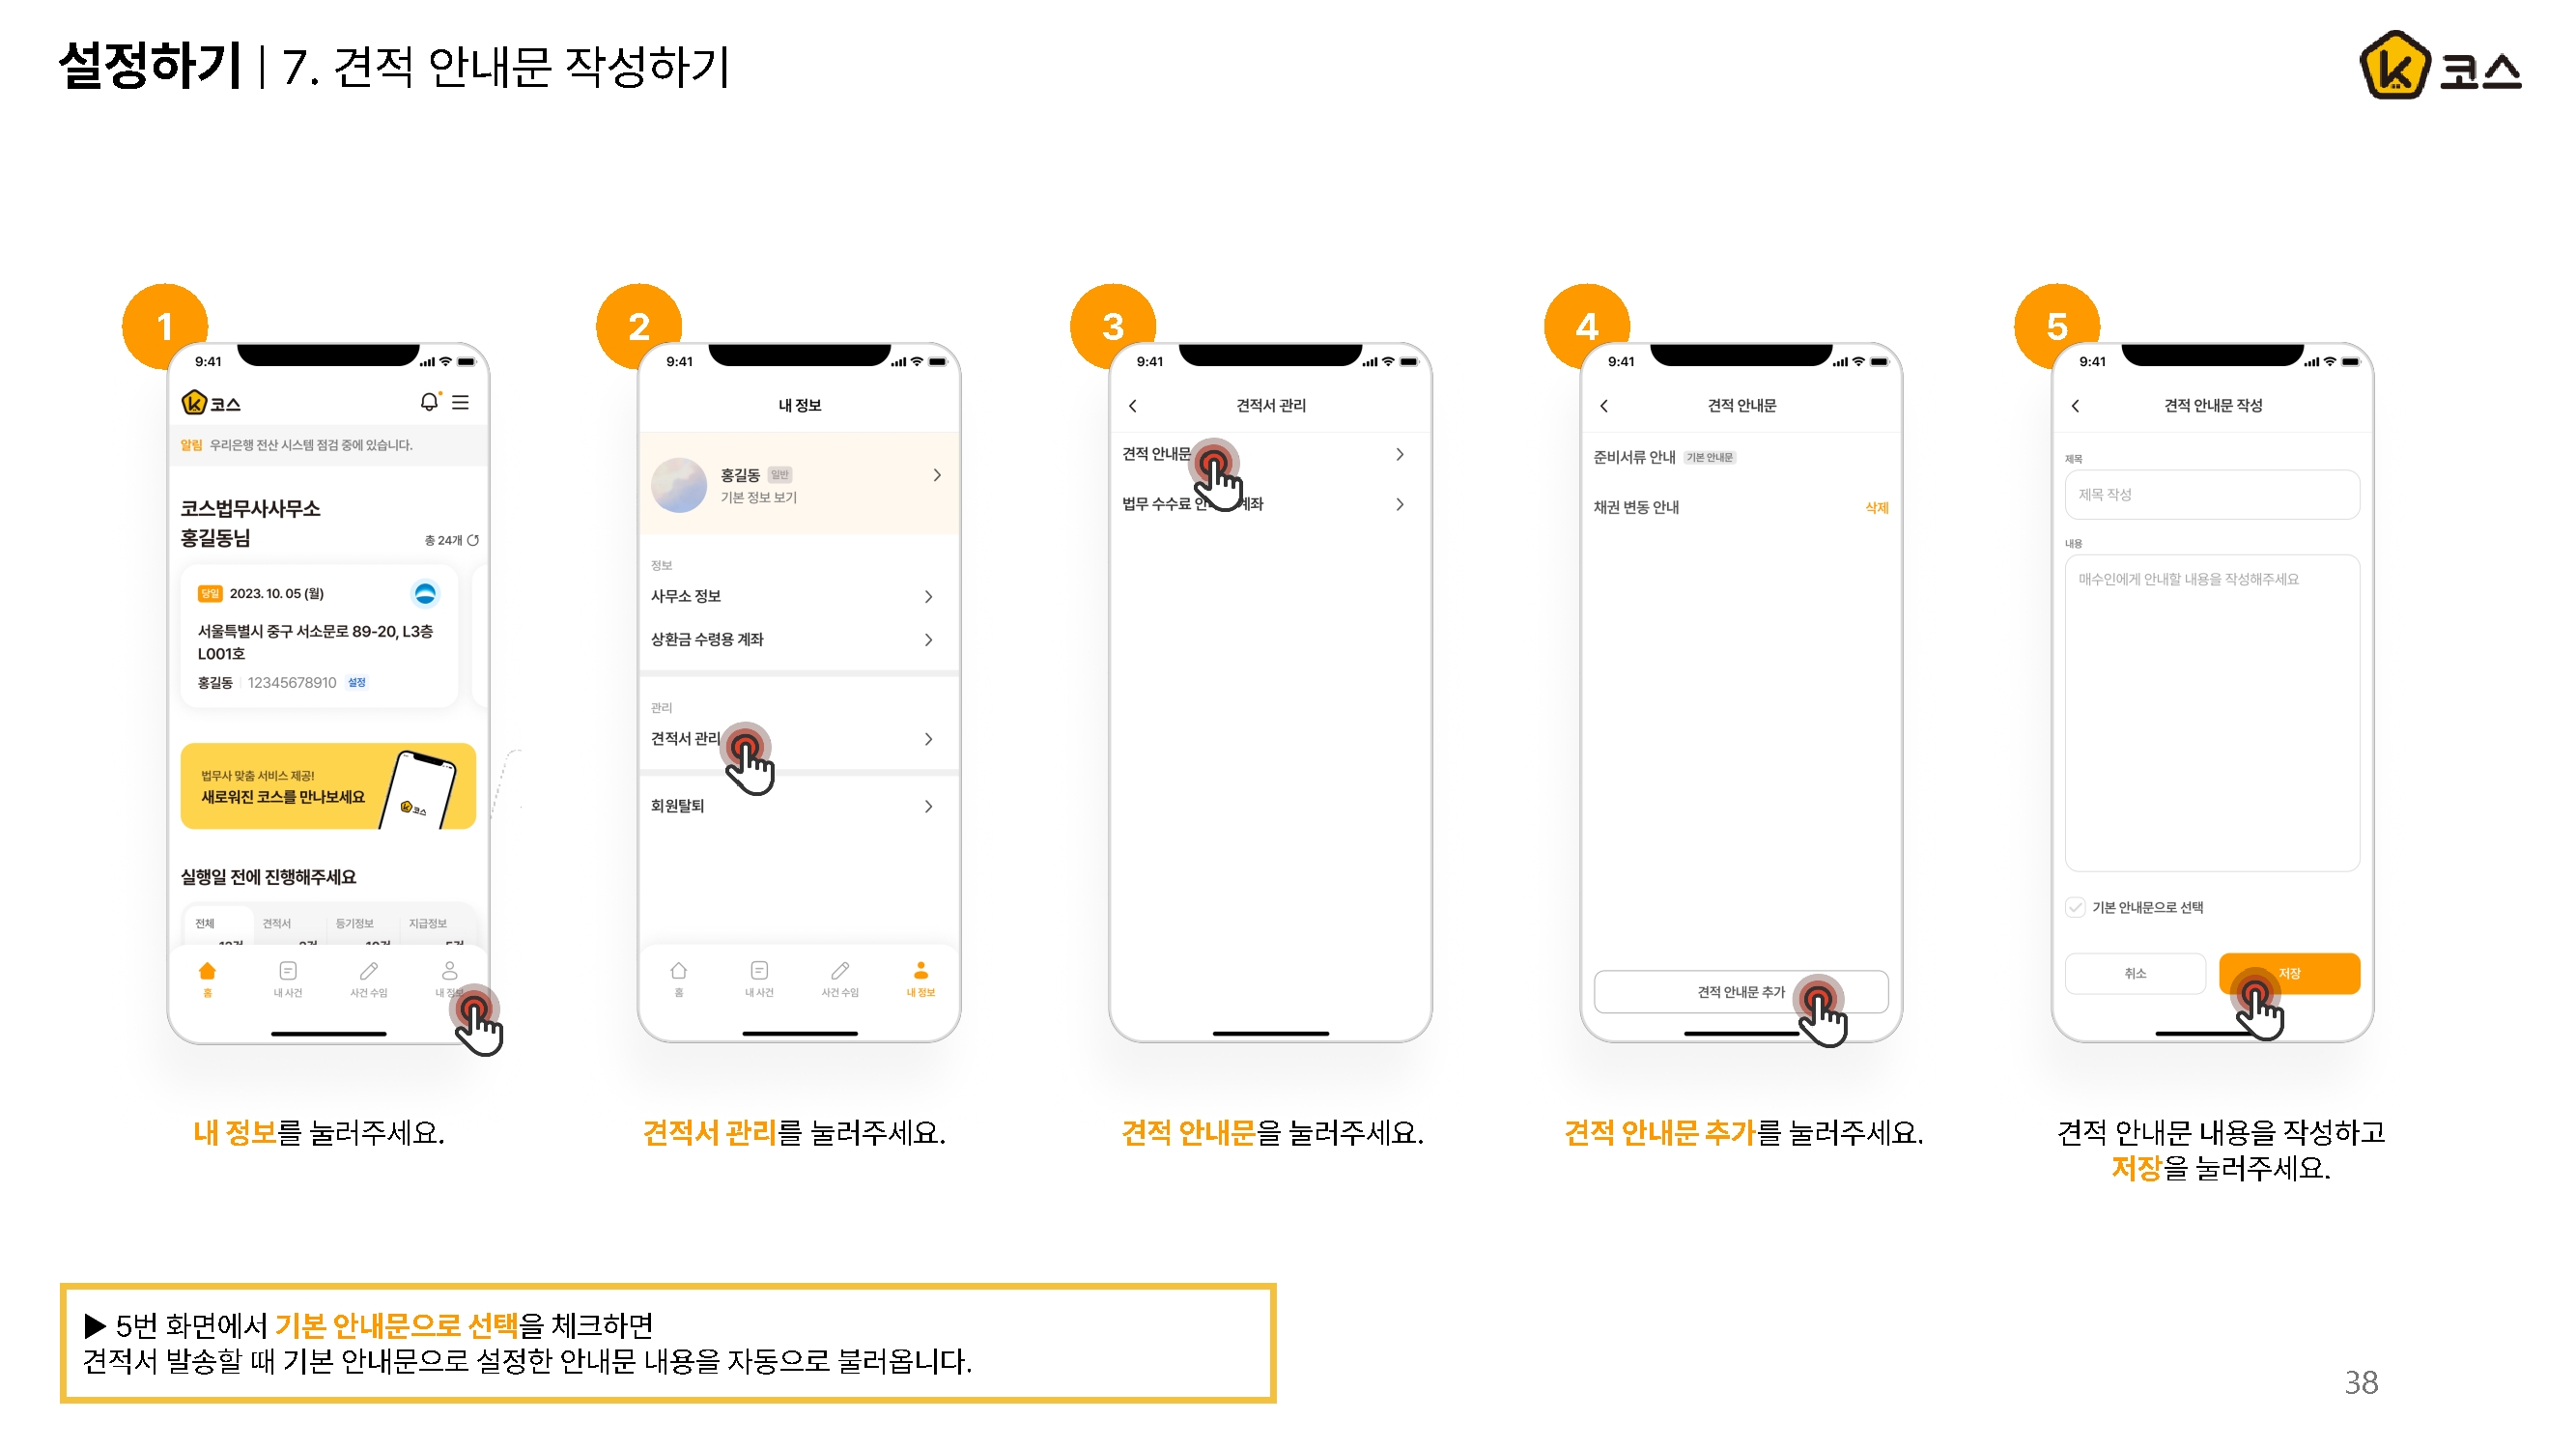 설정하기 | 7. 견적 안내문 작성하기
코스
1
9:41
코스
알림 우리은행 전산 시스템 점검 중에 있습니다.
코스법무사사무소
홍길동님
총 24개
당일 2023. 10. 05 (월)
서울특별시 중구 서소문로 89-20, L3층
L001호
홍길동 12345678910 설정
법무사 맞춤 서비스 제공!
새로워진 코스를 만나보세요
코스
실행일 전에 진행해주세요
전체 견적서 등기정보 지급정보
홈 내 사건 사건 수임 내 정보
내 정보를 눌러주세요.
2
9:41
내 정보
홍길동 일반
기본 정보 보기
정보
사무소 정보
상환금 수령용 계좌
관리
견적서 관리
회원탈퇴
홈 내 사건 사건 수임 내 정보
견적서 관리를 눌러주세요.
3
9:41
견적서 관리
견적 안내문
법무 수수료 안 계좌
견적 안내문을 눌러주세요.
4
9:41
견적 안내문
준비서류 안내 기본 안내문
채권 변동 안내 삭제
견적 안내문 추가
견적 안내문 추가를 눌러주세요.
5
9:41
견적 안내문 작성
제목
제목 작성
내용
매수인에게 안내할 내용을 작성해주세요
기본 안내문으로 선택
취소 저장
견적 안내문 내용을 작성하고
저장을 눌러주세요.
▶ 5번 화면에서 기본 안내문으로 선택을 체크하면
견적서 발송할 때 기본 안내문으로 설정한 안내문 내용을 자동으로 불러옵니다.
38